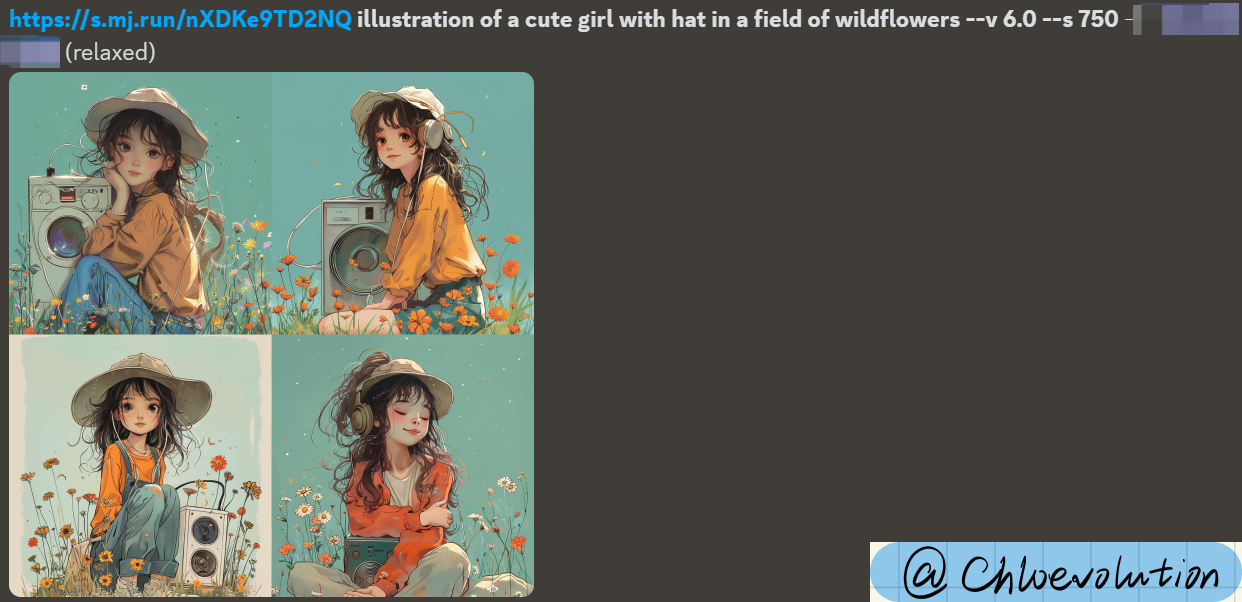 https://s.mj.run/nXDKe9TD2NQ illustration of a cute girl with hat in a field of wildflowers --v 6.0 --s 750
(relaxed)
@ Chloevolution